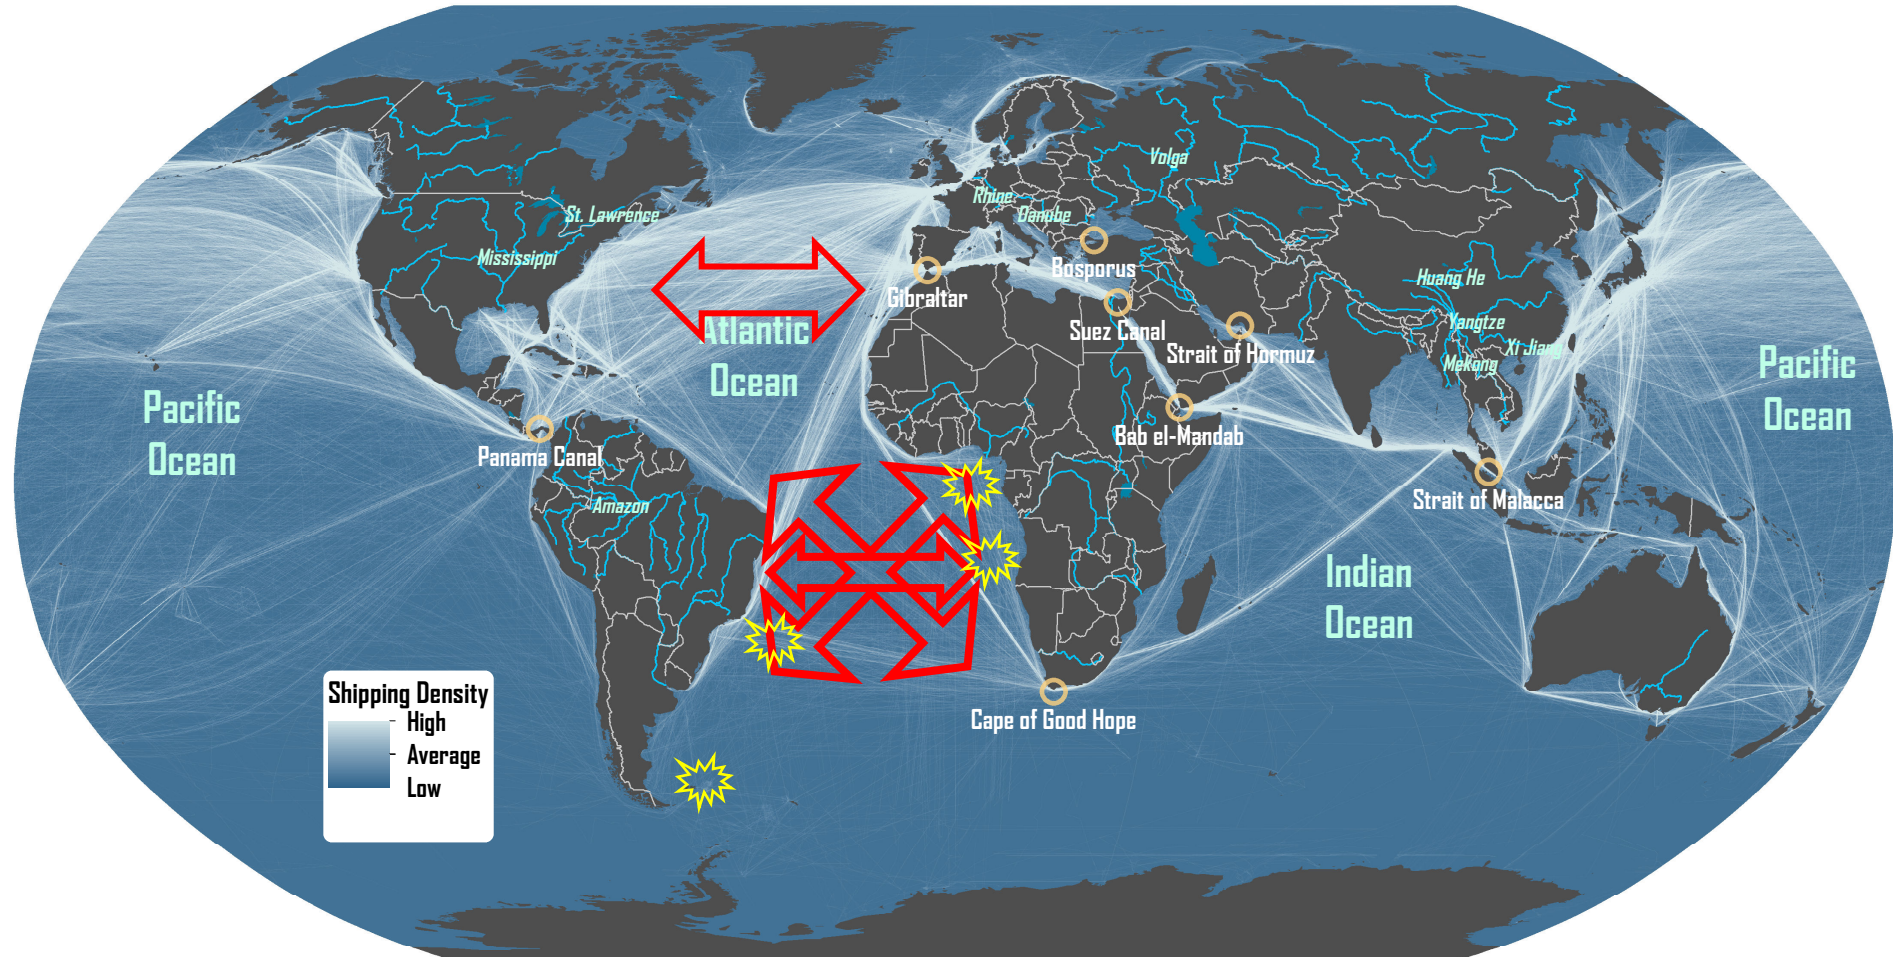 Volga
Rhine
Danube
St. Lawrence
Mississippi
Bosporus
Gibraltar
Huang He
Suez Canal
Yangtze
Atlantic
Ocean
Strait of Hormuz
Xi Jiang
Mekong
Pacific
Ocean
Pacific
Ocean
Bab el-Mandab
Panama Canal
Amazon
Strait of Malacca
Indian
Ocean
Cape of Good Hope
Shipping Density
High
Average
Low